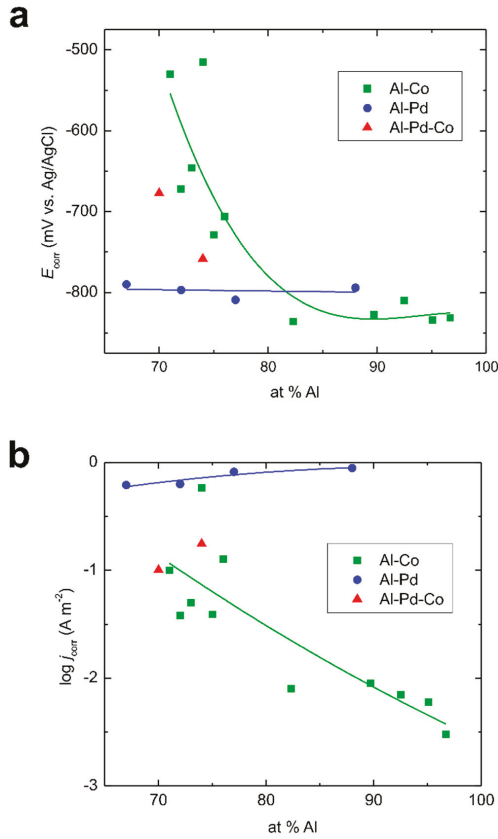 a
-500
-600
-700
-800
E_corr (mV vs. Ag/AgCl)
Al-Co
Al-Pd
Al-Pd-Co
70 80 90 100
at % Al
b
0
-1
-2
-3
log j_corr (A m⁻²)
Al-Co
Al-Pd
Al-Pd-Co
70 80 90 100
at % Al